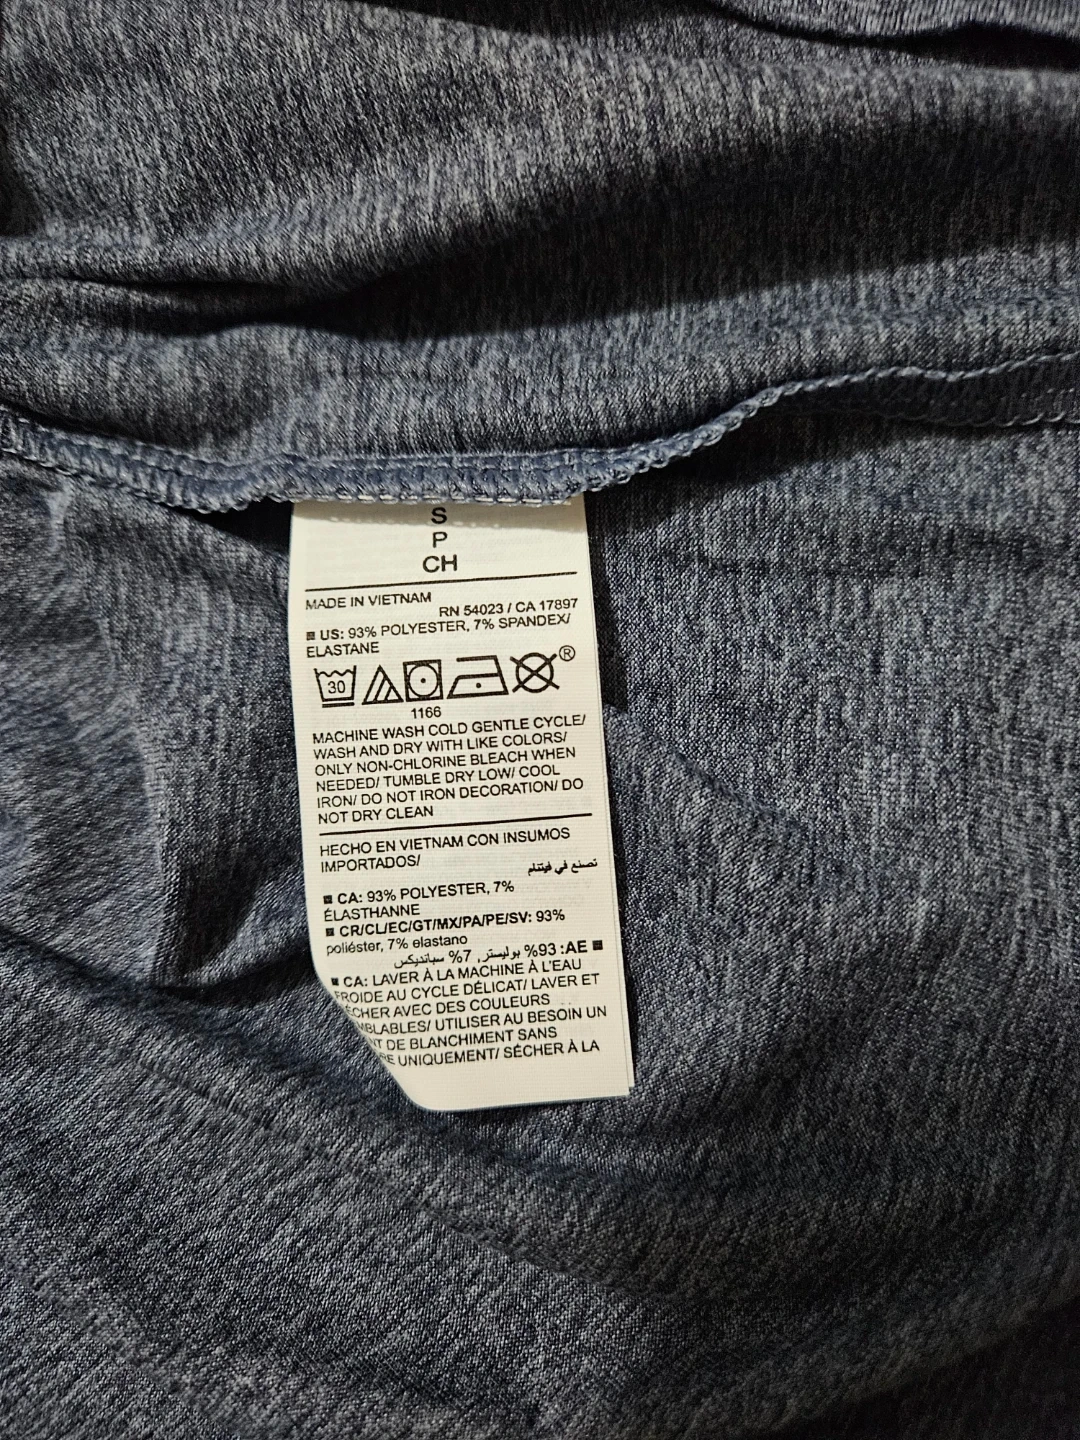 S
P
CH
MADE IN VIETNAM
RN 54023 / CA 17897
US: 93% POLYESTER, 7% SPANDEX/
ELASTANE
30
®
1166
MACHINE WASH COLD GENTLE CYCLE/
WASH AND DRY WITH LIKE COLORS/
ONLY NON-CHLORINE BLEACH WHEN
NEEDED/ TUMBLE DRY LOW/ COOL
IRON/ DO NOT IRON DECORATION/ DO
NOT DRY CLEAN
HECHO EN VIETNAM CON INSUMOS
IMPORTADOS/
تصنع في فيتنام
CA: 93% POLYESTER, 7%
ÉLASTHANNE
CR/CL/EC/GT/MX/PA/PE/SV: 93%
poliéster, 7% elastano
AE: 93% بوليستر, 7% سباندیکس
CA: LAVER À LA MACHINE À L'EAU
FROIDE AU CYCLE DÉLICAT/ LAVER ET
AVEC DES COULEURS
UTILISER AU BESOIN UN
DE BLANCHIMENT SANS
UNIQUEMENT/ SÉCHER À LA